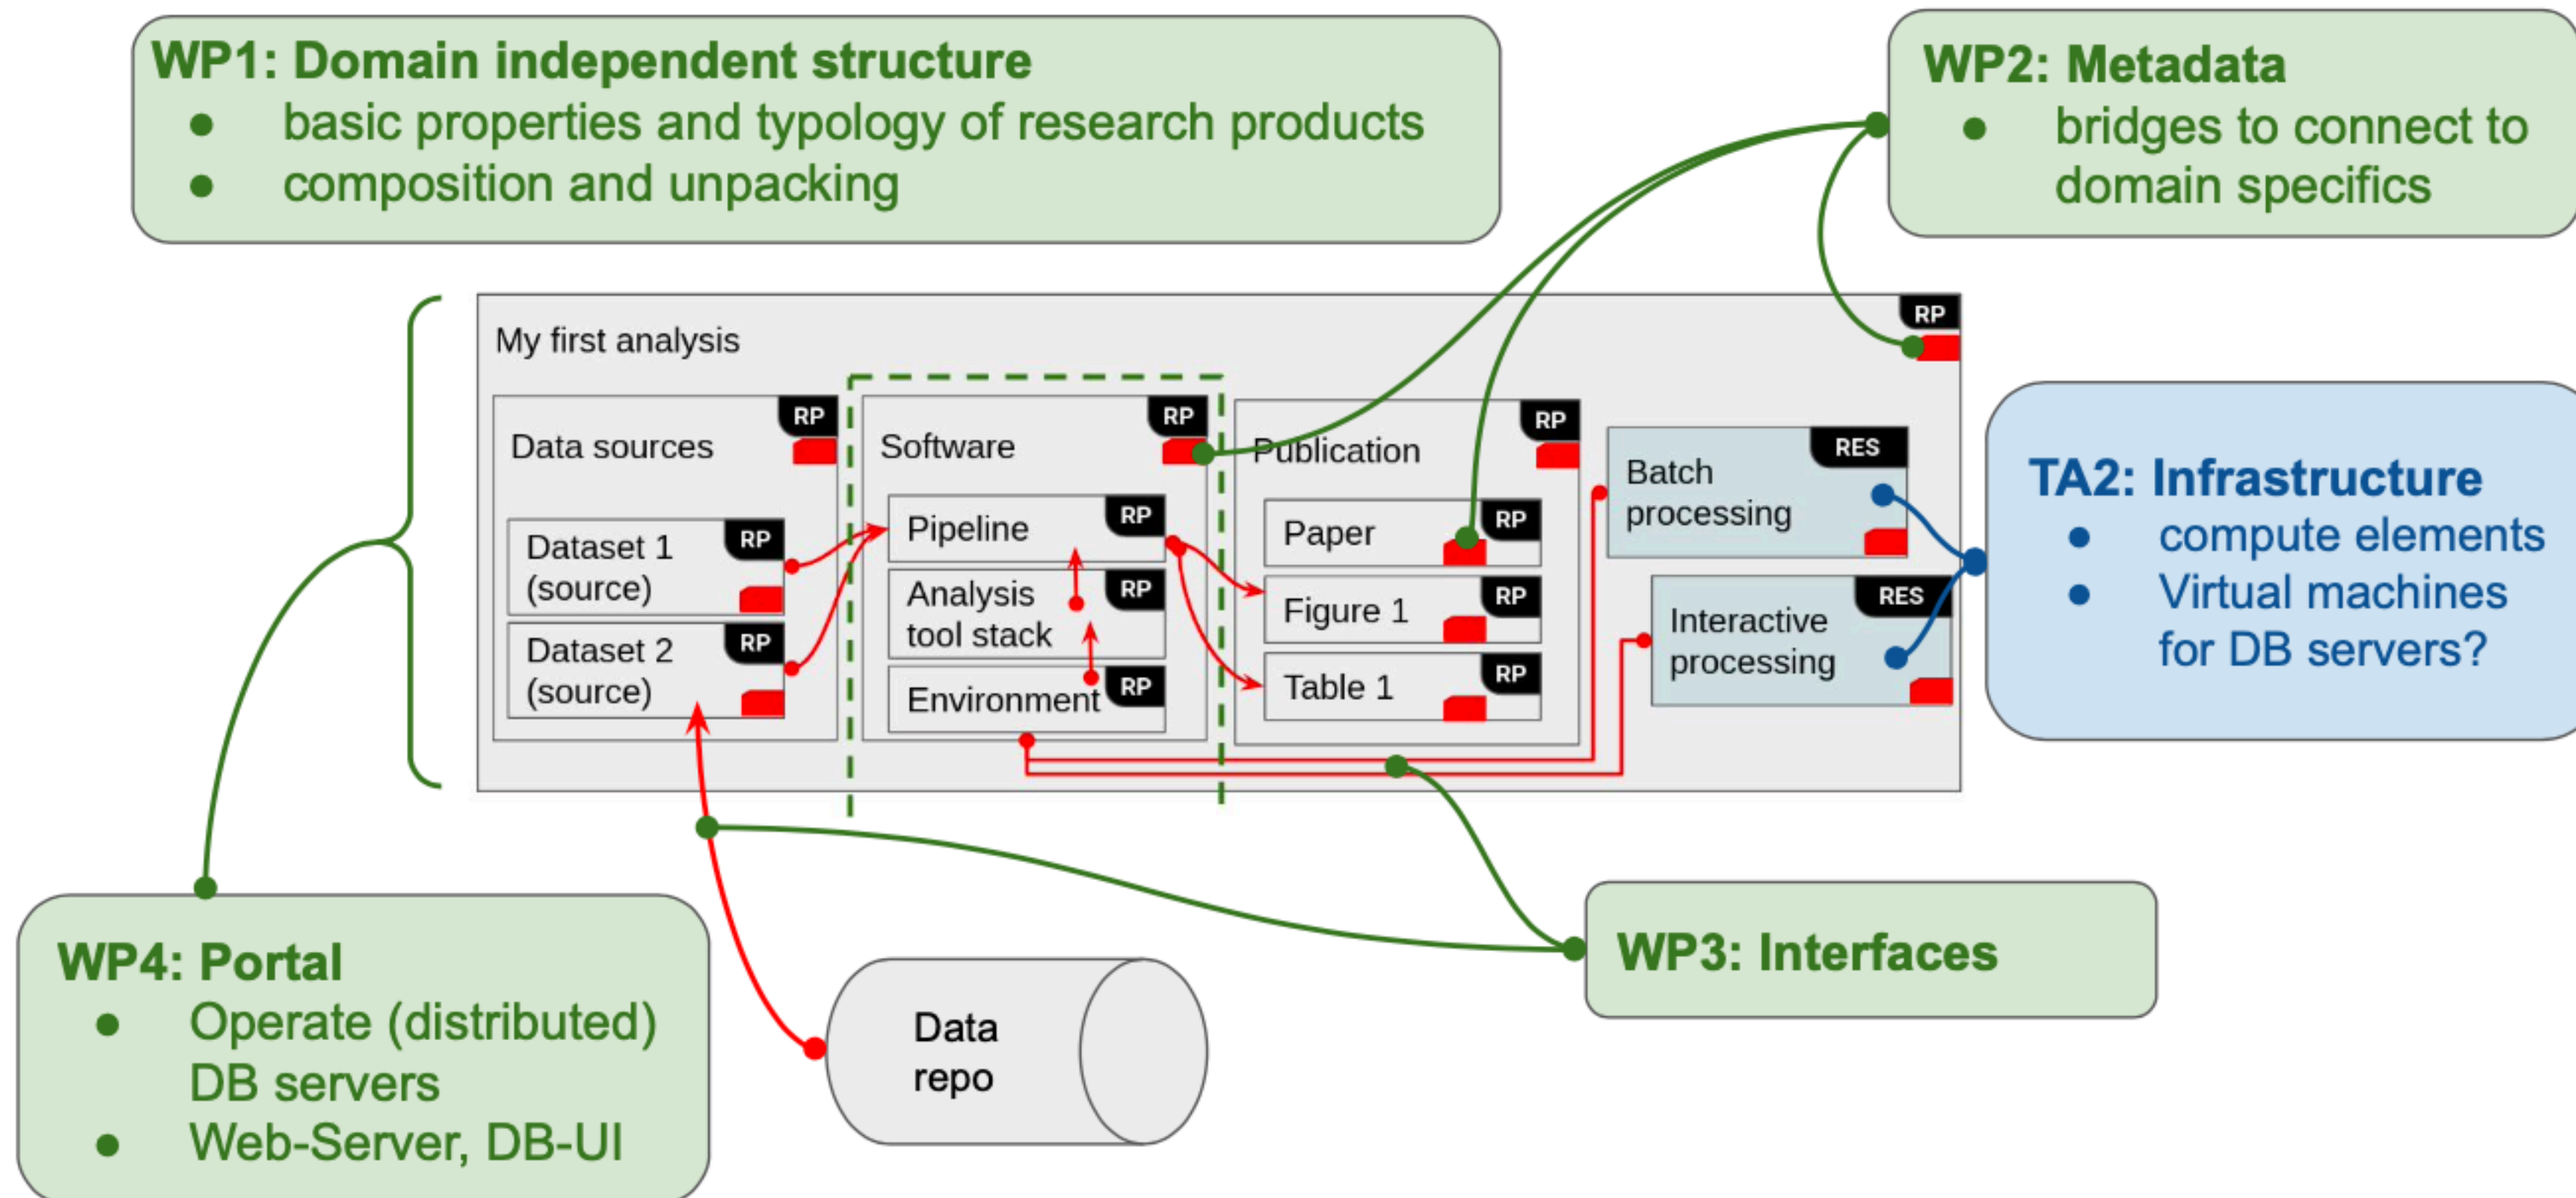 WP1: Domain independent structure
● basic properties and typology of research products
● composition and unpacking
WP2: Metadata
● bridges to connect to
domain specifics
My first analysis
RP
Data sources
RP
Dataset 1
(source)
RP
Dataset 2
(source)
RP
Software
RP
Pipeline
RP
Analysis
tool stack
RP
Environment
RP
Publication
RP
Paper
RP
Figure 1
RP
Table 1
RP
Batch
processing
RES
Interactive
processing
RES
TA2: Infrastructure
● compute elements
● Virtual machines
for DB servers?
WP4: Portal
● Operate (distributed)
DB servers
● Web-Server, DB-UI
Data
repo
WP3: Interfaces